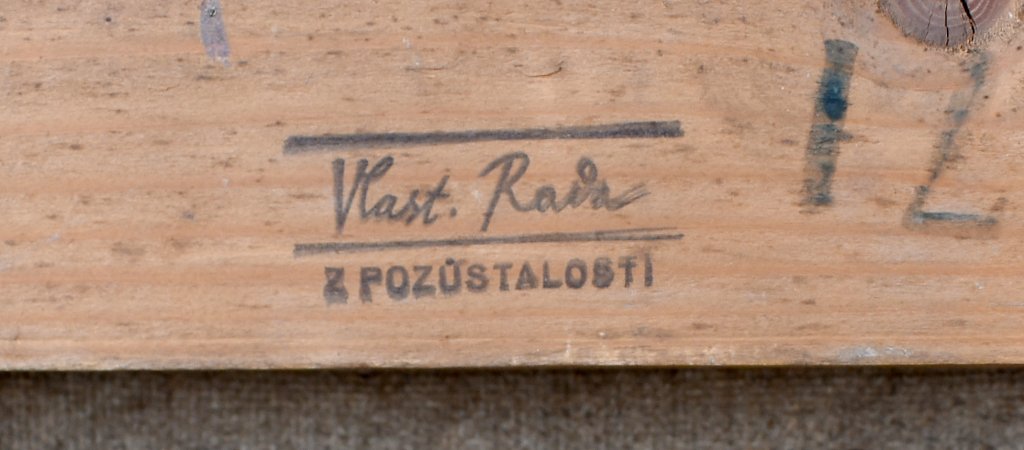 Vlast. Rada
Z POZŮSTALOSTI
12